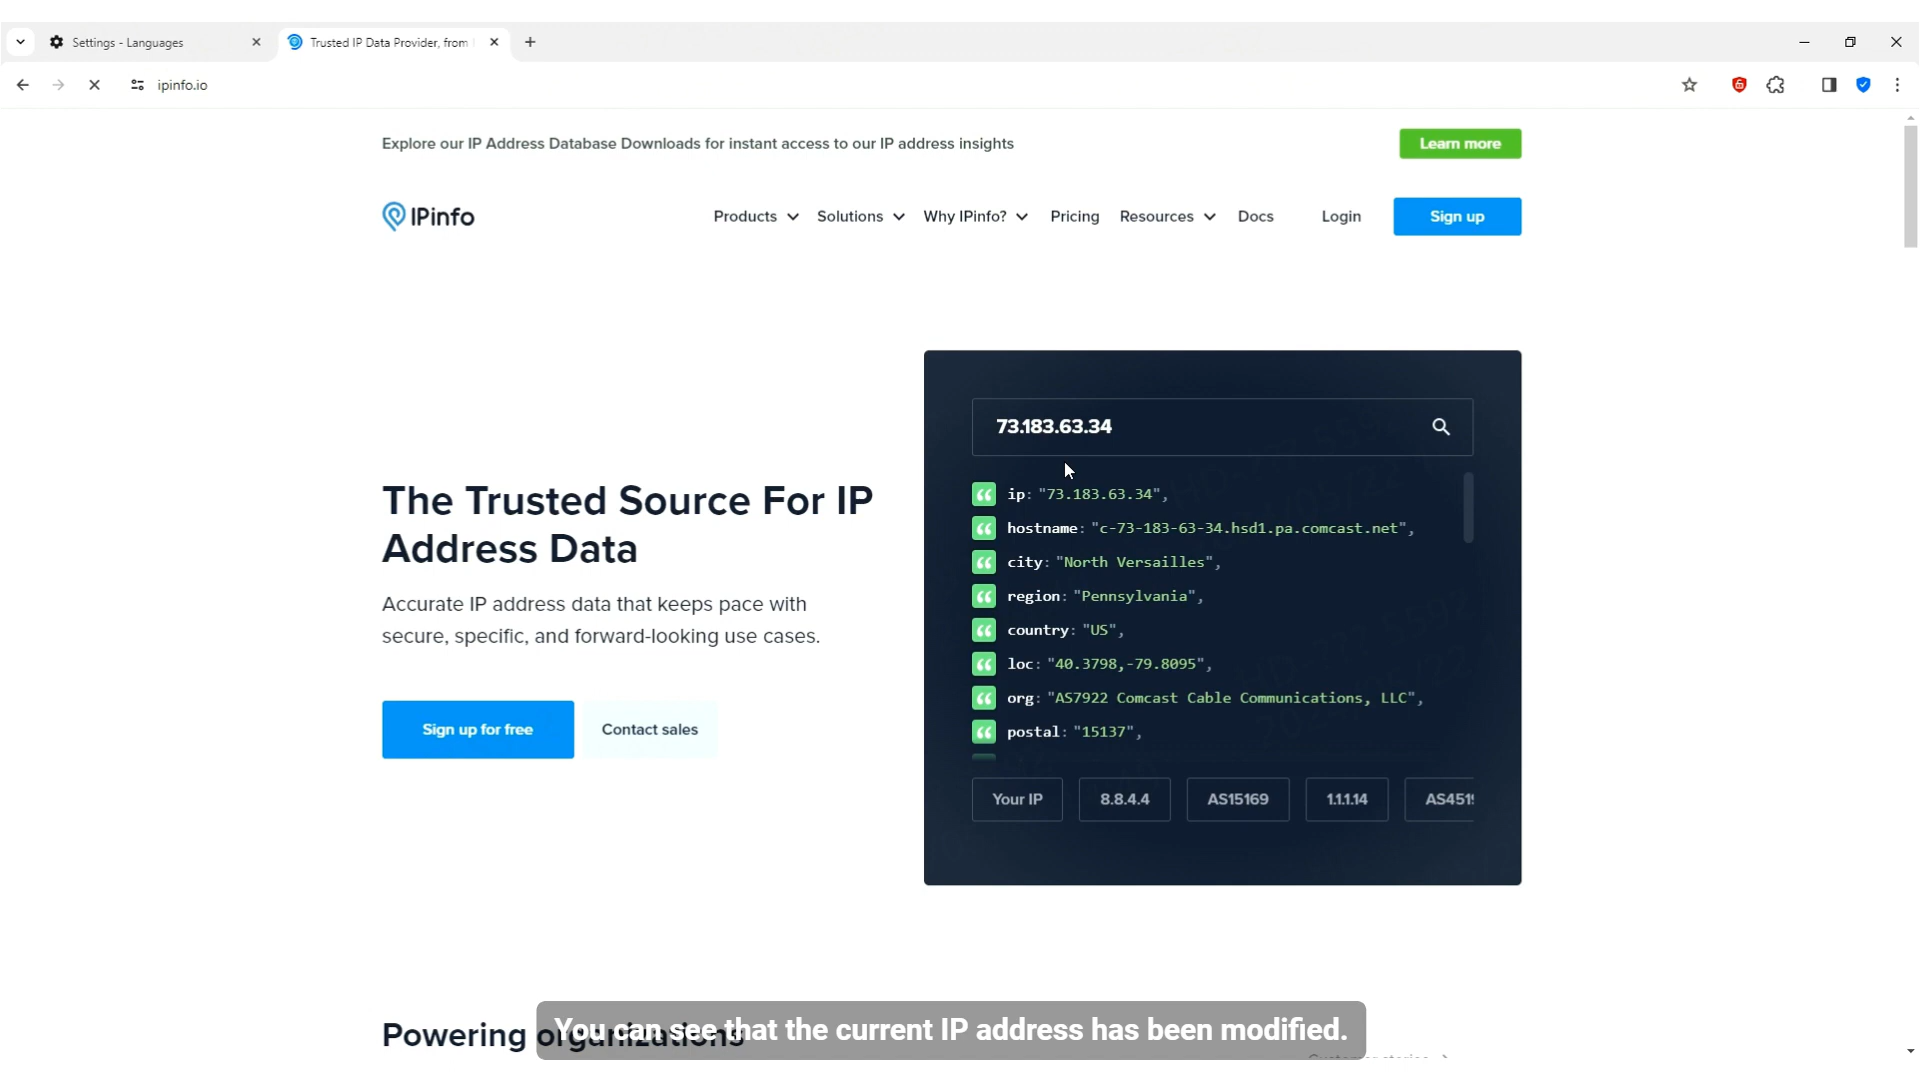 Settings - Languages
Trusted IP Data Provider, from
ipinfo.io
Explore our IP Address Database Downloads for instant access to our IP address insights
Learn more
IPinfo
Products
Solutions
Why IPinfo?
Pricing
Resources
Docs
Login
Sign up
The Trusted Source For IP
Address Data
Accurate IP address data that keeps pace with
secure, specific, and forward-looking use cases.
Sign up for free
Contact sales
73.183.63.34
ip: "73.183.63.34",
hostname: "c-73-183-63-34.hsd1.pa.comcast.net",
city: "North Versailles",
region: "Pennsylvania",
country: "US",
loc: "40.3798,-79.8095",
org: "AS7922 Comcast Cable Communications, LLC",
postal: "15137",
Your IP
8.8.4.4
AS15169
1.1.1.14
AS451
Powering organizations
You can see that the current IP address has been modified.